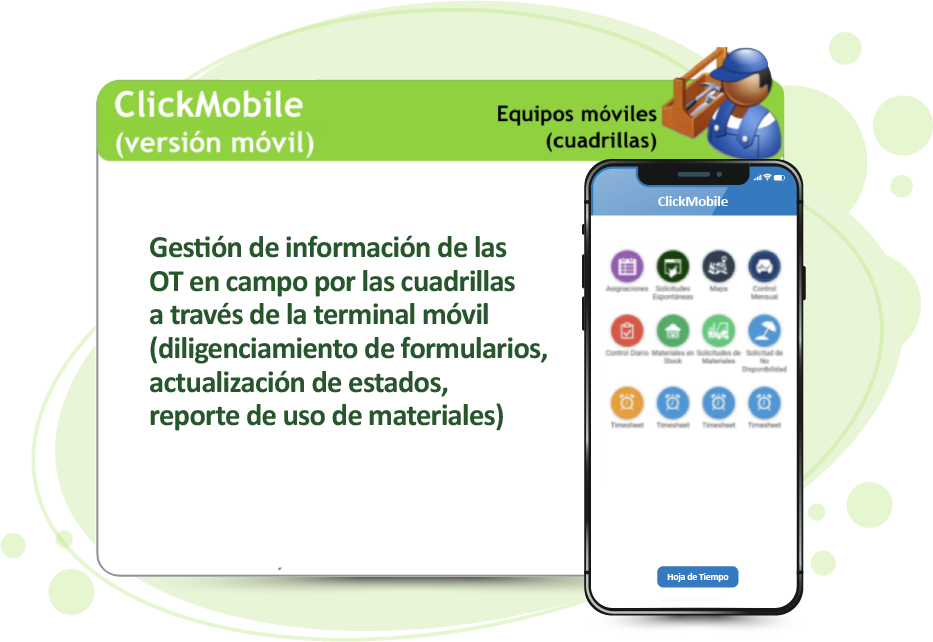 ClickMobile
(versión móvil)
Equipos móviles
(cuadrillas)
Gestión de información de las
OT en campo por las cuadrillas
a través de la terminal móvil
(diligenciamiento de formularios,
actualización de estados,
reporte de uso de materiales)
ClickMobile
Asignaciones Solicitudes Mapa Control
Espontáneas Mensual
Control Diario Materiales en Solicitudes de Solicitud de
Stock Materiales No
Disponibilidad
Timesheet Timesheet Timesheet Timesheet
Hoja de Tiempo